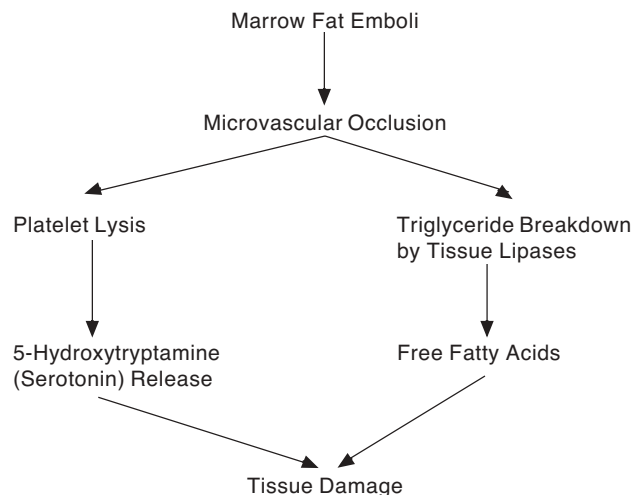 Marrow Fat Emboli
Microvascular Occlusion
Platelet Lysis
Triglyceride Breakdown
by Tissue Lipases
5-Hydroxytryptamine
(Serotonin) Release
Free Fatty Acids
Tissue Damage